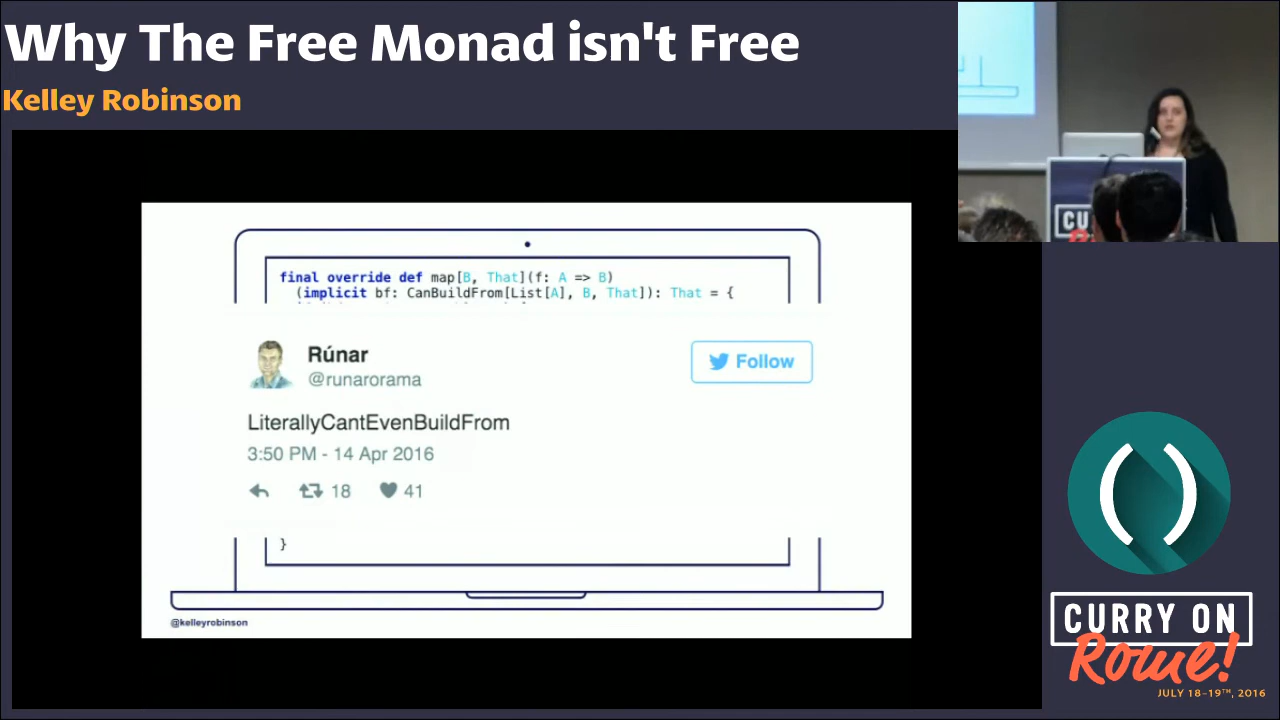 Why The Free Monad isn't Free
Kelley Robinson
final override def map[B, That](f: A => B)
(implicit bf: CanBuildFrom[List[A], B, That]): That = {
Rúnar
@runarorama
Follow
LiterallyCantEvenBuildFrom
3:50 PM - 14 Apr 2016
18 41
}
@kelleyrobinson
CU
( )
CURRY ON
Rome!
JULY 18-19TH, 2016